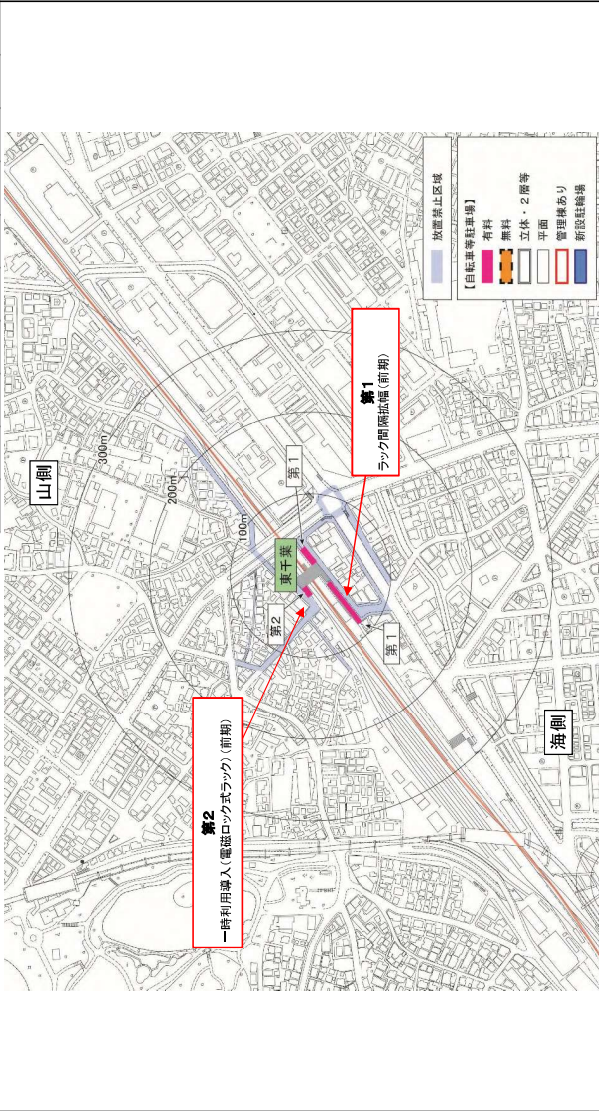 山側
300m
200m
100m
東千葉
第1
第2
第1
第1
ラック間隔拡幅(前期)
第2
一時利用導入(電磁ロック式ラック)(前期)
海側
放置禁止区域
【自転車等駐車場】
有料
無料
立体・2層等
平面
管理棟あり
新設駐輪場